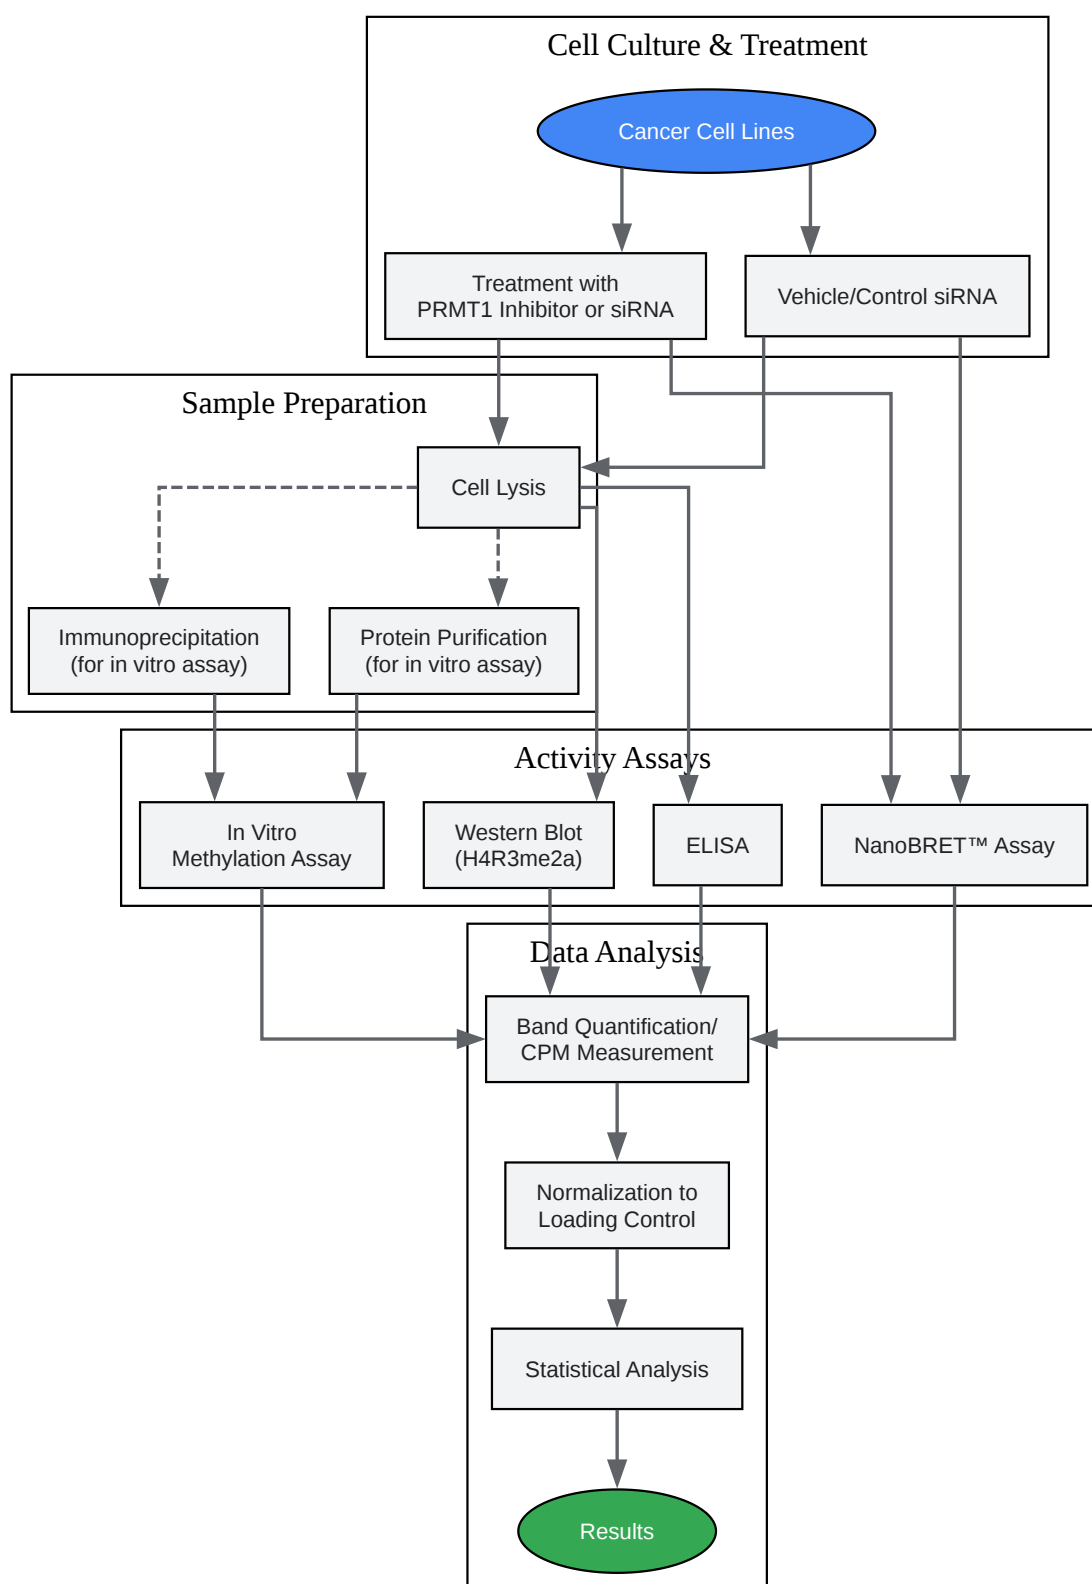 Cell Culture & Treatment
Cancer Cell Lines
Treatment with
PRMT1 Inhibitor or siRNA
Vehicle/Control siRNA
Sample Preparation
Cell Lysis
Immunoprecipitation
(for in vitro assay)
Protein Purification
(for in vitro assay)
Activity Assays
In Vitro
Methylation Assay
Western Blot
(H4R3me2a)
ELISA
NanoBRET™ Assay
Data Analysis
Band Quantification/
CPM Measurement
Normalization to
Loading Control
Statistical Analysis
Results